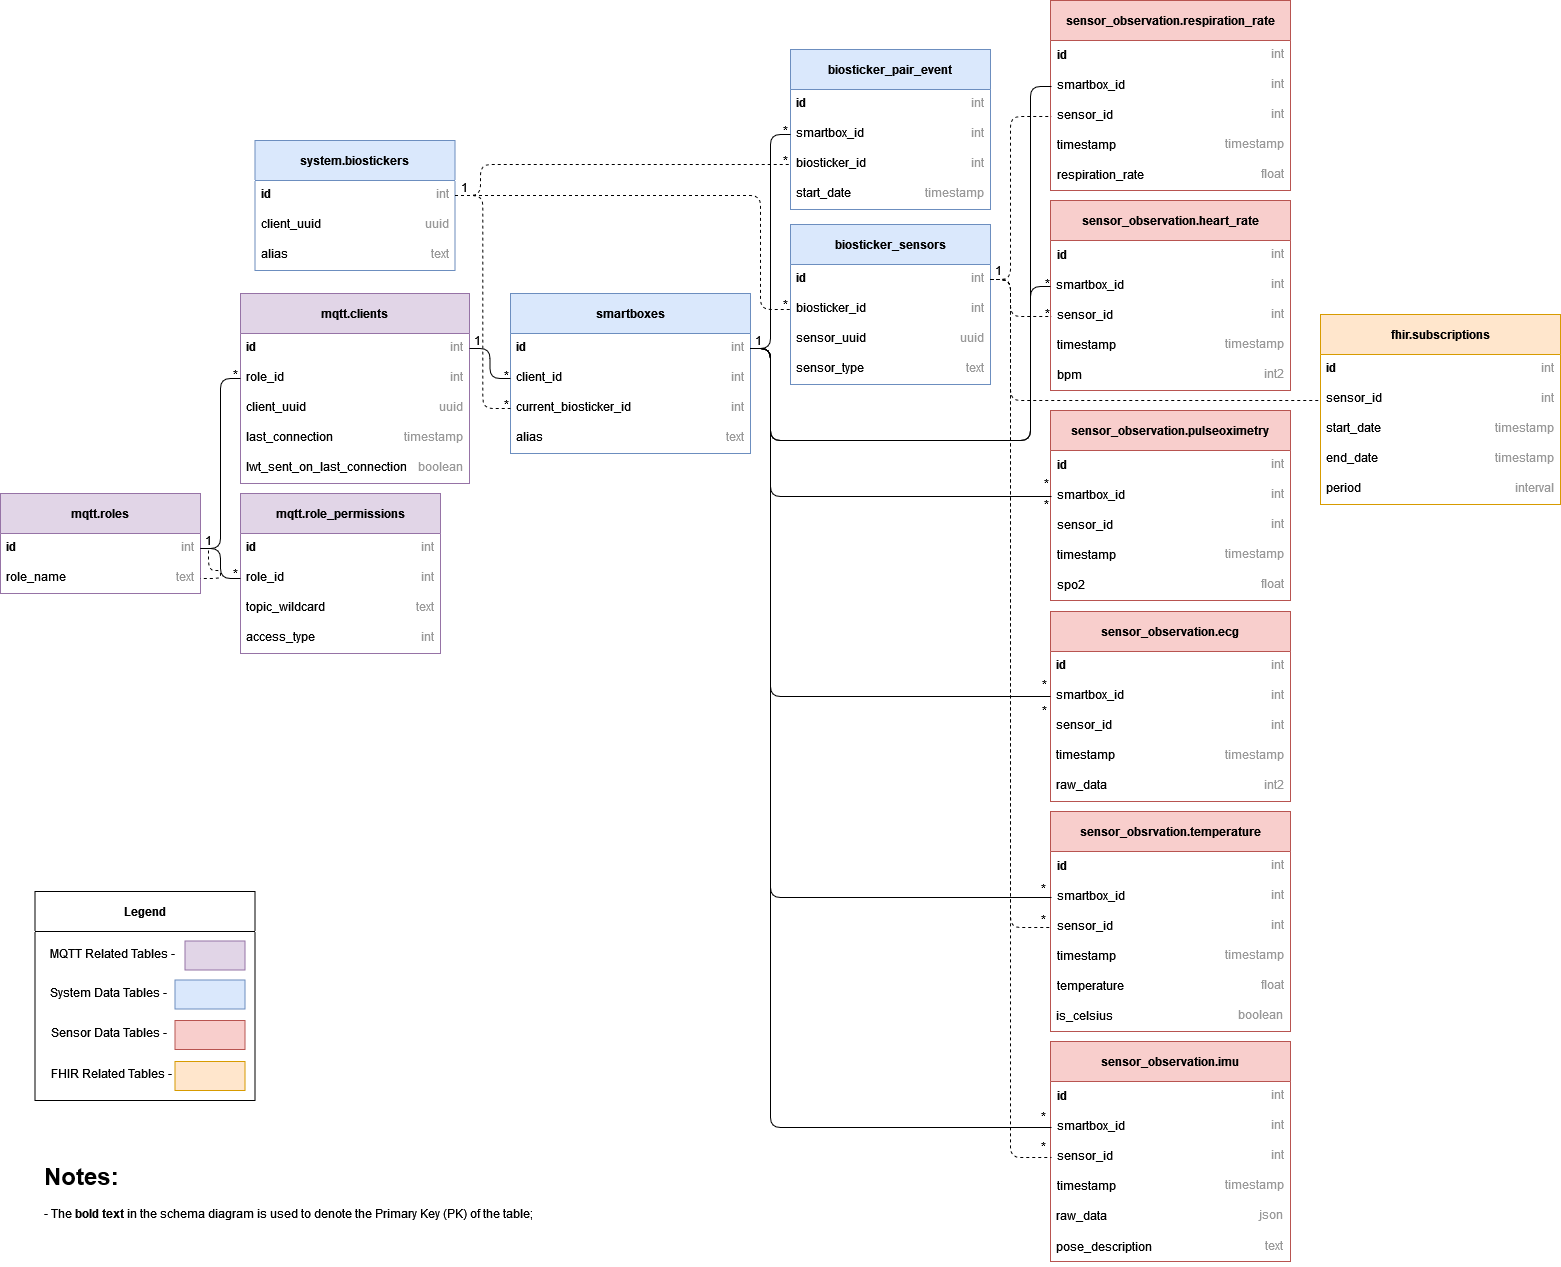 system.biostickers
id int
client_uuid uuid
alias text
1
mqtt.clients
id int
* role_id int
client_uuid uuid
last_connection timestamp
lwt_sent_on_last_connection boolean
1
mqtt.roles
id int
role_name text
1
mqtt.role_permissions
id int
* role_id int
topic_wildcard text
access_type int
smartboxes
id int
* client_id int
* current_biosticker_id int
alias text
1
biosticker_pair_event
id int
* smartbox_id int
* biosticker_id int
start_date timestamp
biosticker_sensors
id int
* biosticker_id int
sensor_uuid uuid
sensor_type text
1
sensor_observation.respiration_rate
id int
smartbox_id int
sensor_id int
timestamp timestamp
respiration_rate float
sensor_observation.heart_rate
id int
* smartbox_id int
* sensor_id int
timestamp timestamp
bpm int2
sensor_observation.pulseoximetry
id int
* smartbox_id int
* sensor_id int
timestamp timestamp
spo2 float
sensor_observation.ecg
id int
* smartbox_id int
* sensor_id int
timestamp timestamp
raw_data int2
sensor_obsrvation.temperature
id int
* smartbox_id int
* sensor_id int
timestamp timestamp
temperature float
is_celsius boolean
sensor_observation.imu
id int
* smartbox_id int
* sensor_id int
timestamp timestamp
raw_data json
pose_description text
fhir.subscriptions
id int
sensor_id int
start_date timestamp
end_date timestamp
period interval
Legend
MQTT Related Tables -
System Data Tables -
Sensor Data Tables -
FHIR Related Tables -
Notes:
- The bold text in the schema diagram is used to denote the Primary Key (PK) of the table;